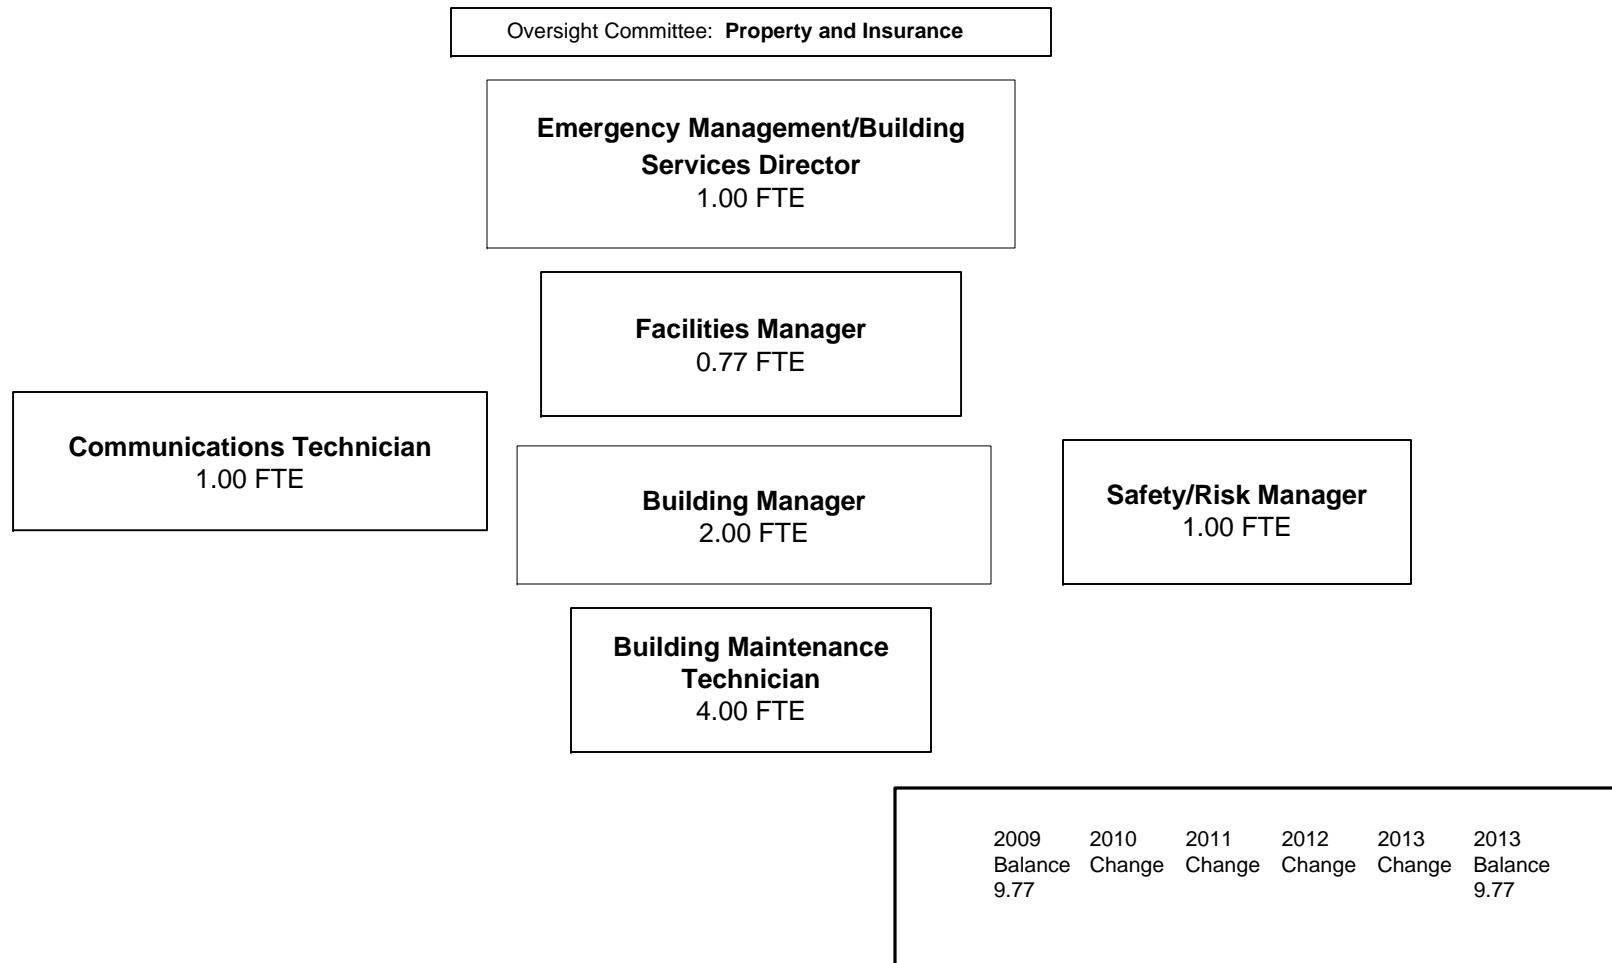 Oversight Committee: Property and Insurance
Emergency Management/Building
Services Director
1.00 FTE
Facilities Manager
0.77 FTE
Communications Technician
1.00 FTE
Building Manager
2.00 FTE
Safety/Risk Manager
1.00 FTE
Building Maintenance
Technician
4.00 FTE
2009 2010 2011 2012 2013 2013
Balance Change Change Change Change Balance
9.77 9.77